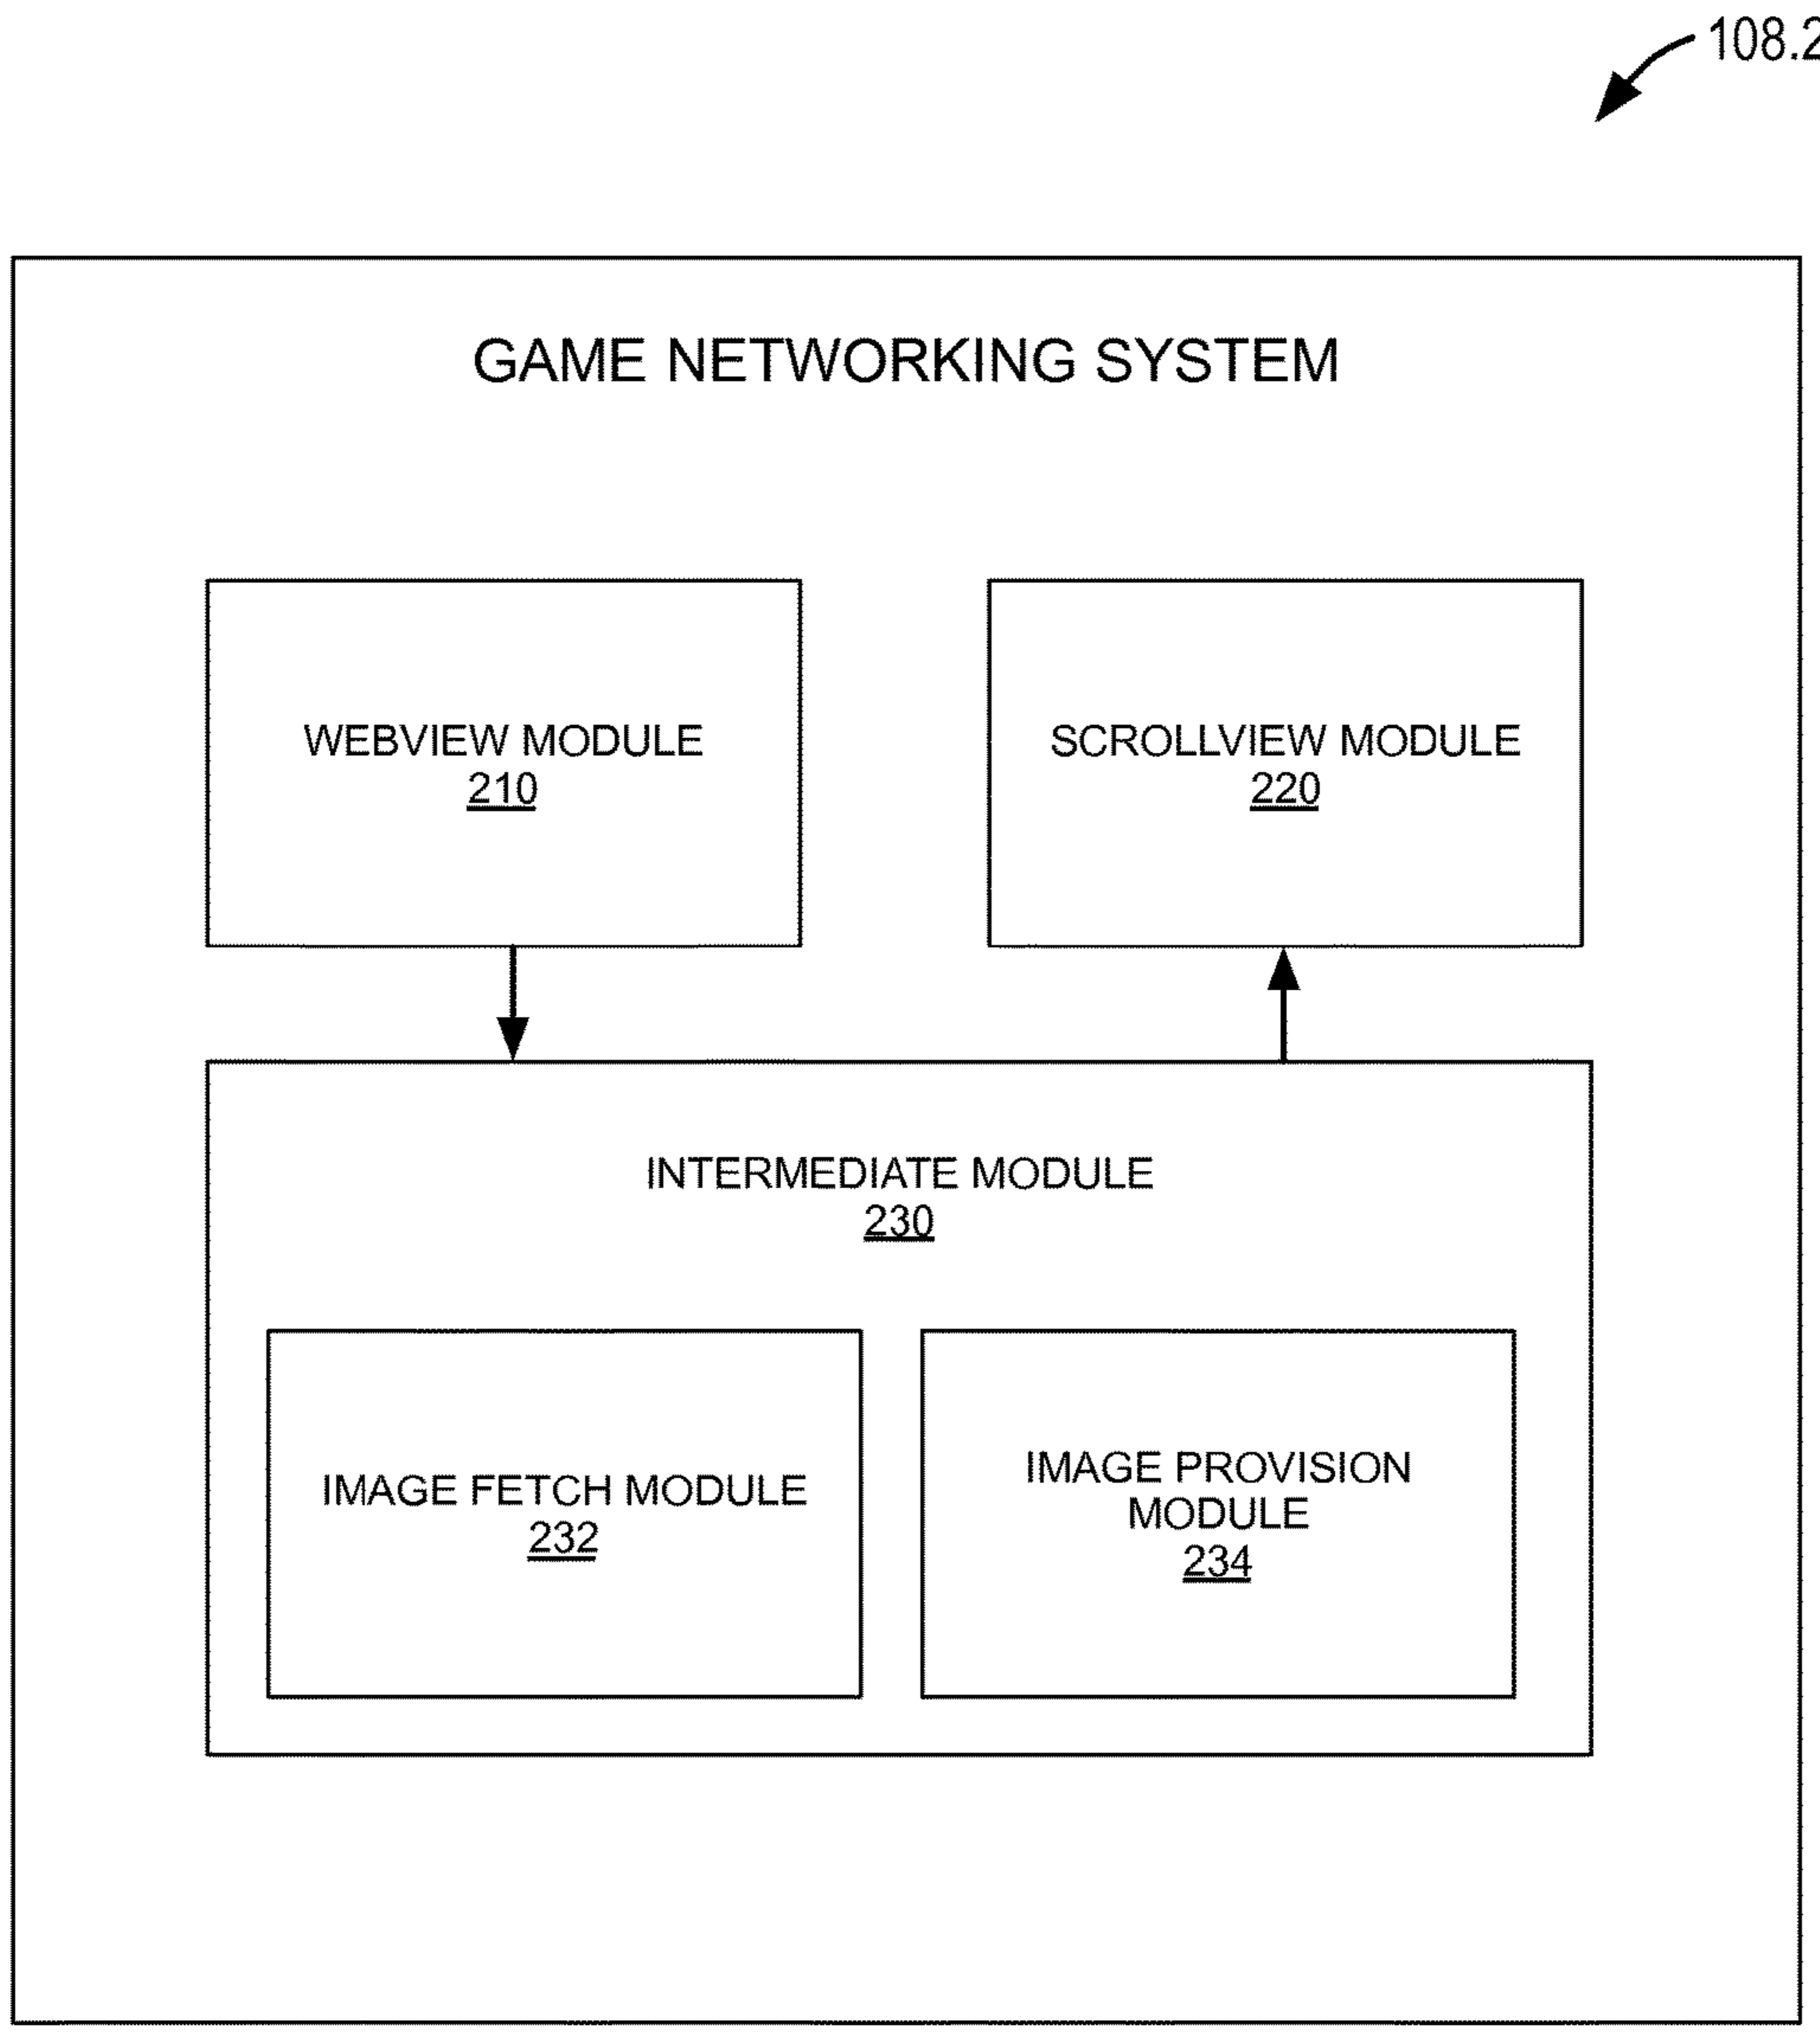 108.2
GAME NETWORKING SYSTEM
WEBVIEW MODULE
210
SCROLLVIEW MODULE
220
INTERMEDIATE MODULE
230
IMAGE FETCH MODULE
232
IMAGE PROVISION
MODULE
234